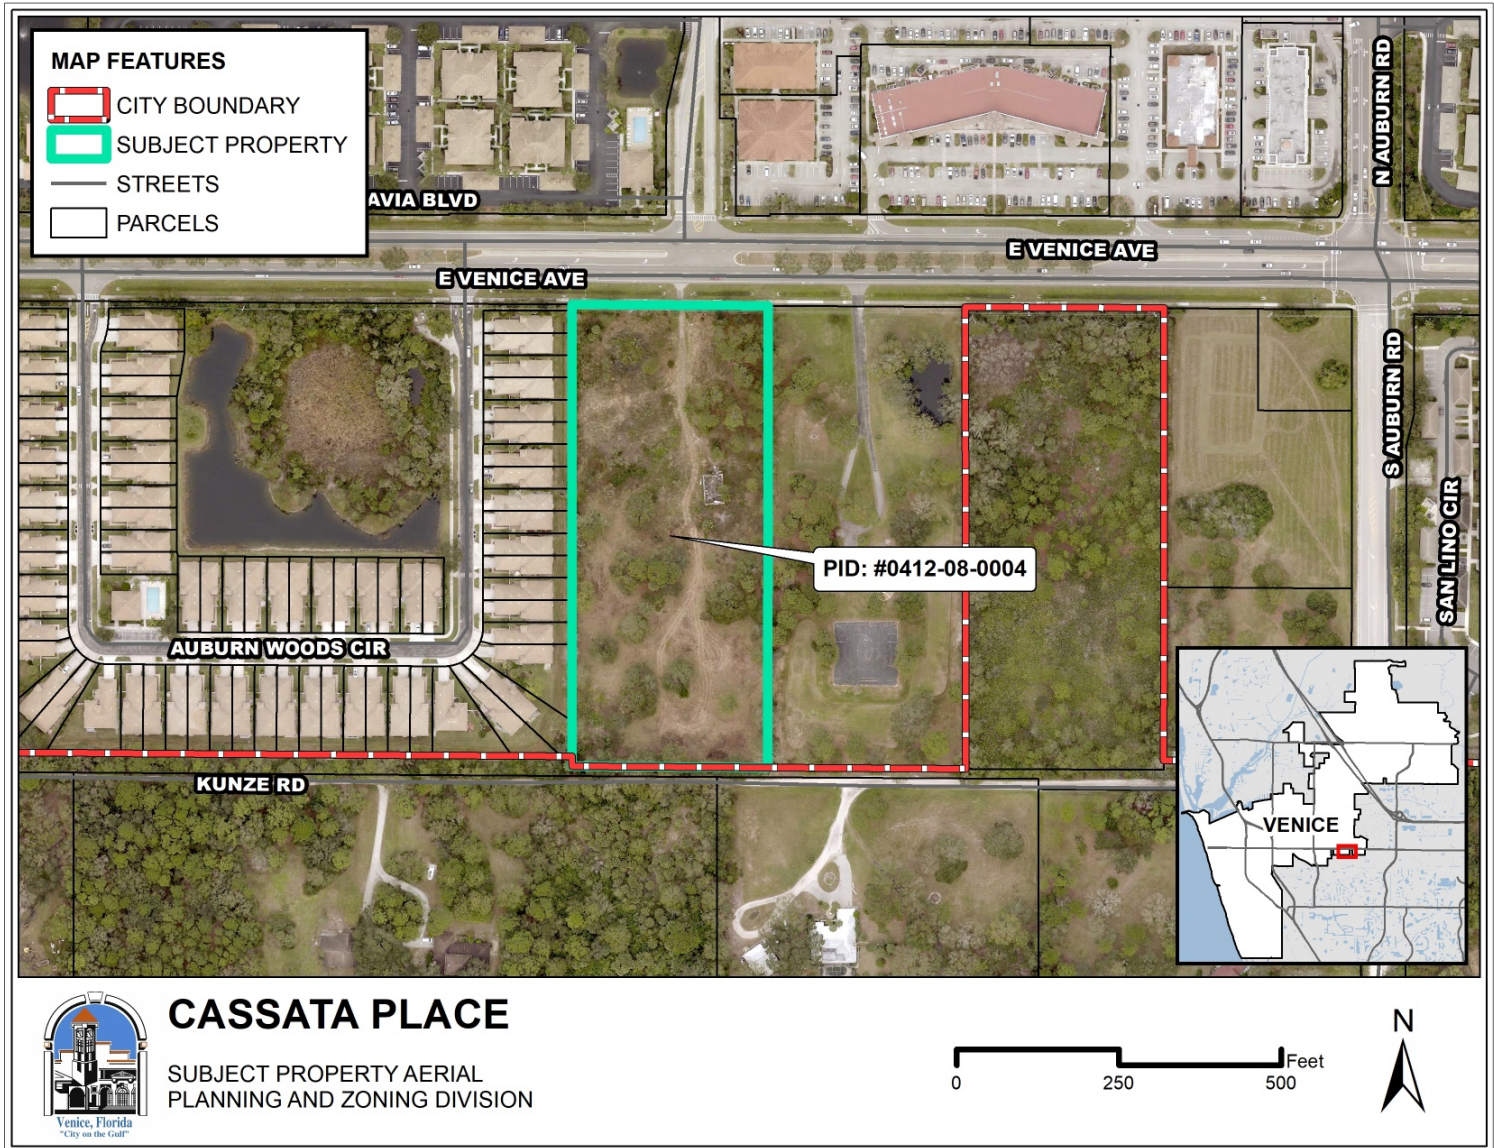 MAP FEATURES
CITY BOUNDARY
SUBJECT PROPERTY
STREETS
PARCELS
AVIA BLVD
N AUBURN RD
E VENICE AVE
E VENICE AVE
S AUBURN RD
SAN LINO CIR
PID: #0412-08-0004
AUBURN WOODS CIR
KUNZE RD
VENICE
CASSATA PLACE
SUBJECT PROPERTY AERIAL
PLANNING AND ZONING DIVISION
Venice, Florida
"City on the Gulf"
0 250 500 Feet
N